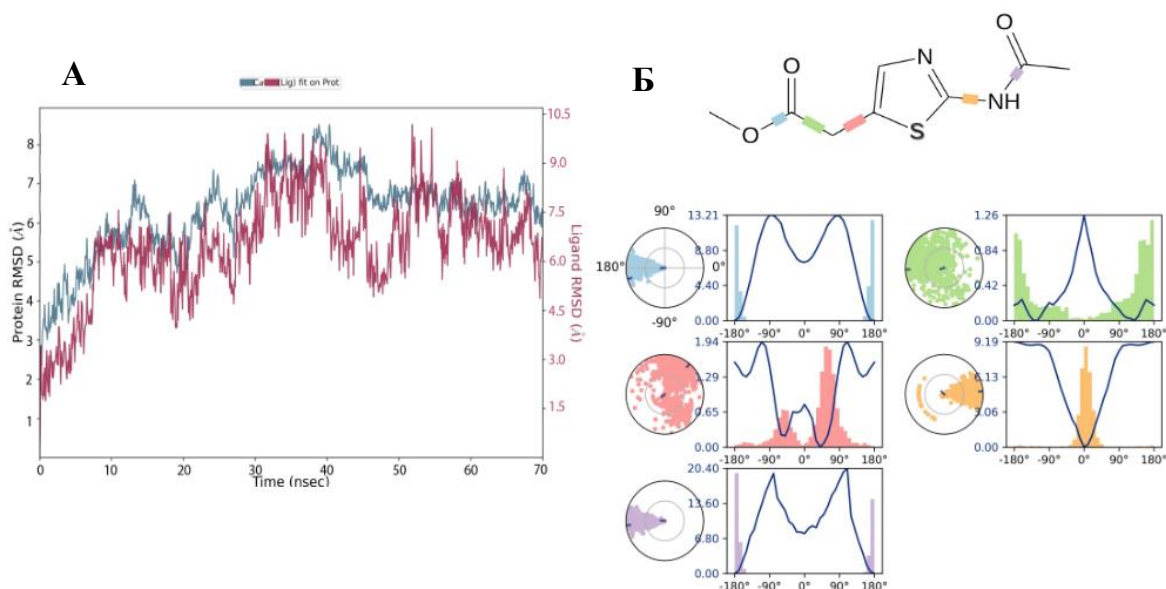 А
Lig) fit on Prot
Protein RMSD (Å)
8
7
6
5
4
3
2
1
10.5
9.0
7.5
6.0
4.5
3.0
1.5
Ligand RMSD (Å)
0 10 20 30 40 50 60 70
Time (nsec)
Б
O
O
N
S
NH
O
90°
180° 0°
-90°
13.21
8.80
4.40
0.00
-180° -90° 0° 90° 180°
1.26
0.84
0.42
0.00
-180° -90° 0° 90° 180°
1.94
1.29
0.65
0.00
-180° -90° 0° 90° 180°
9.19
6.13
3.06
0.00
-180° -90° 0° 90° 180°
20.40
13.60
6.80
0.00
-180° -90° 0° 90° 180°